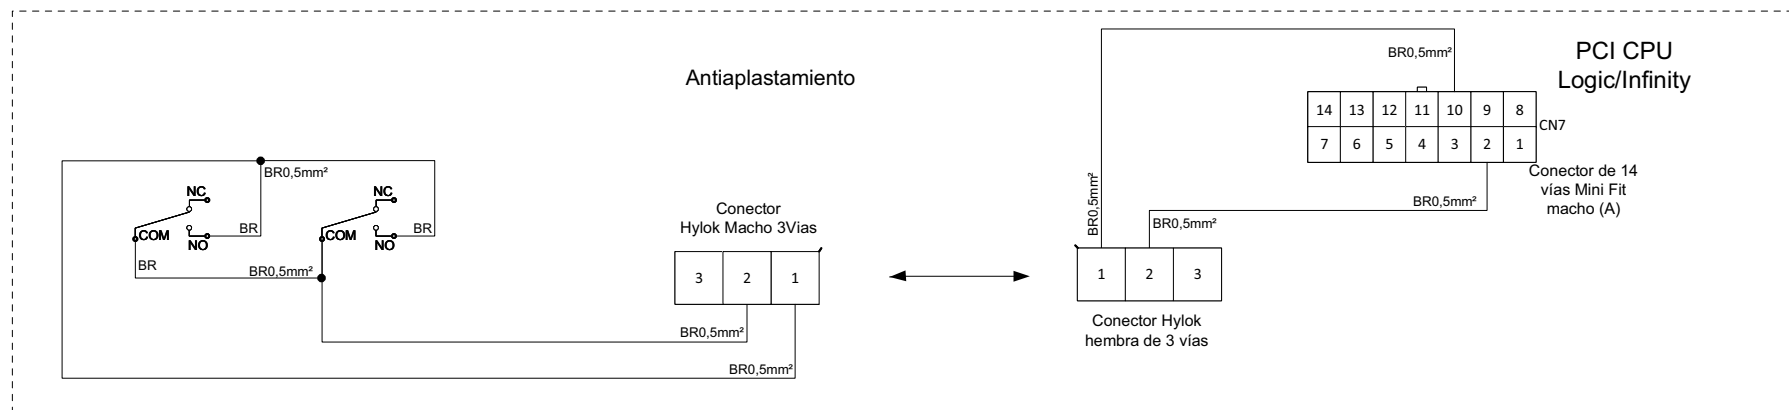 Antiaplastamiento
PCI CPU
Logic/Infinity
BR0,5mm²
BR0,5mm²
14 13 12 11 10 9 8
7 6 5 4 3 2 1
CN7
Conector de 14
vías Mini Fit
macho (A)
BR0,5mm²
BR0,5mm²
BR0,5mm²
NC
COM
NO
BR
NC
COM
NO
BR
BR
BR0,5mm²
Conector
Hylok Macho 3Vias
3 2 1
BR0,5mm²
BR0,5mm²
1 2 3
Conector Hylok
hembra de 3 vías